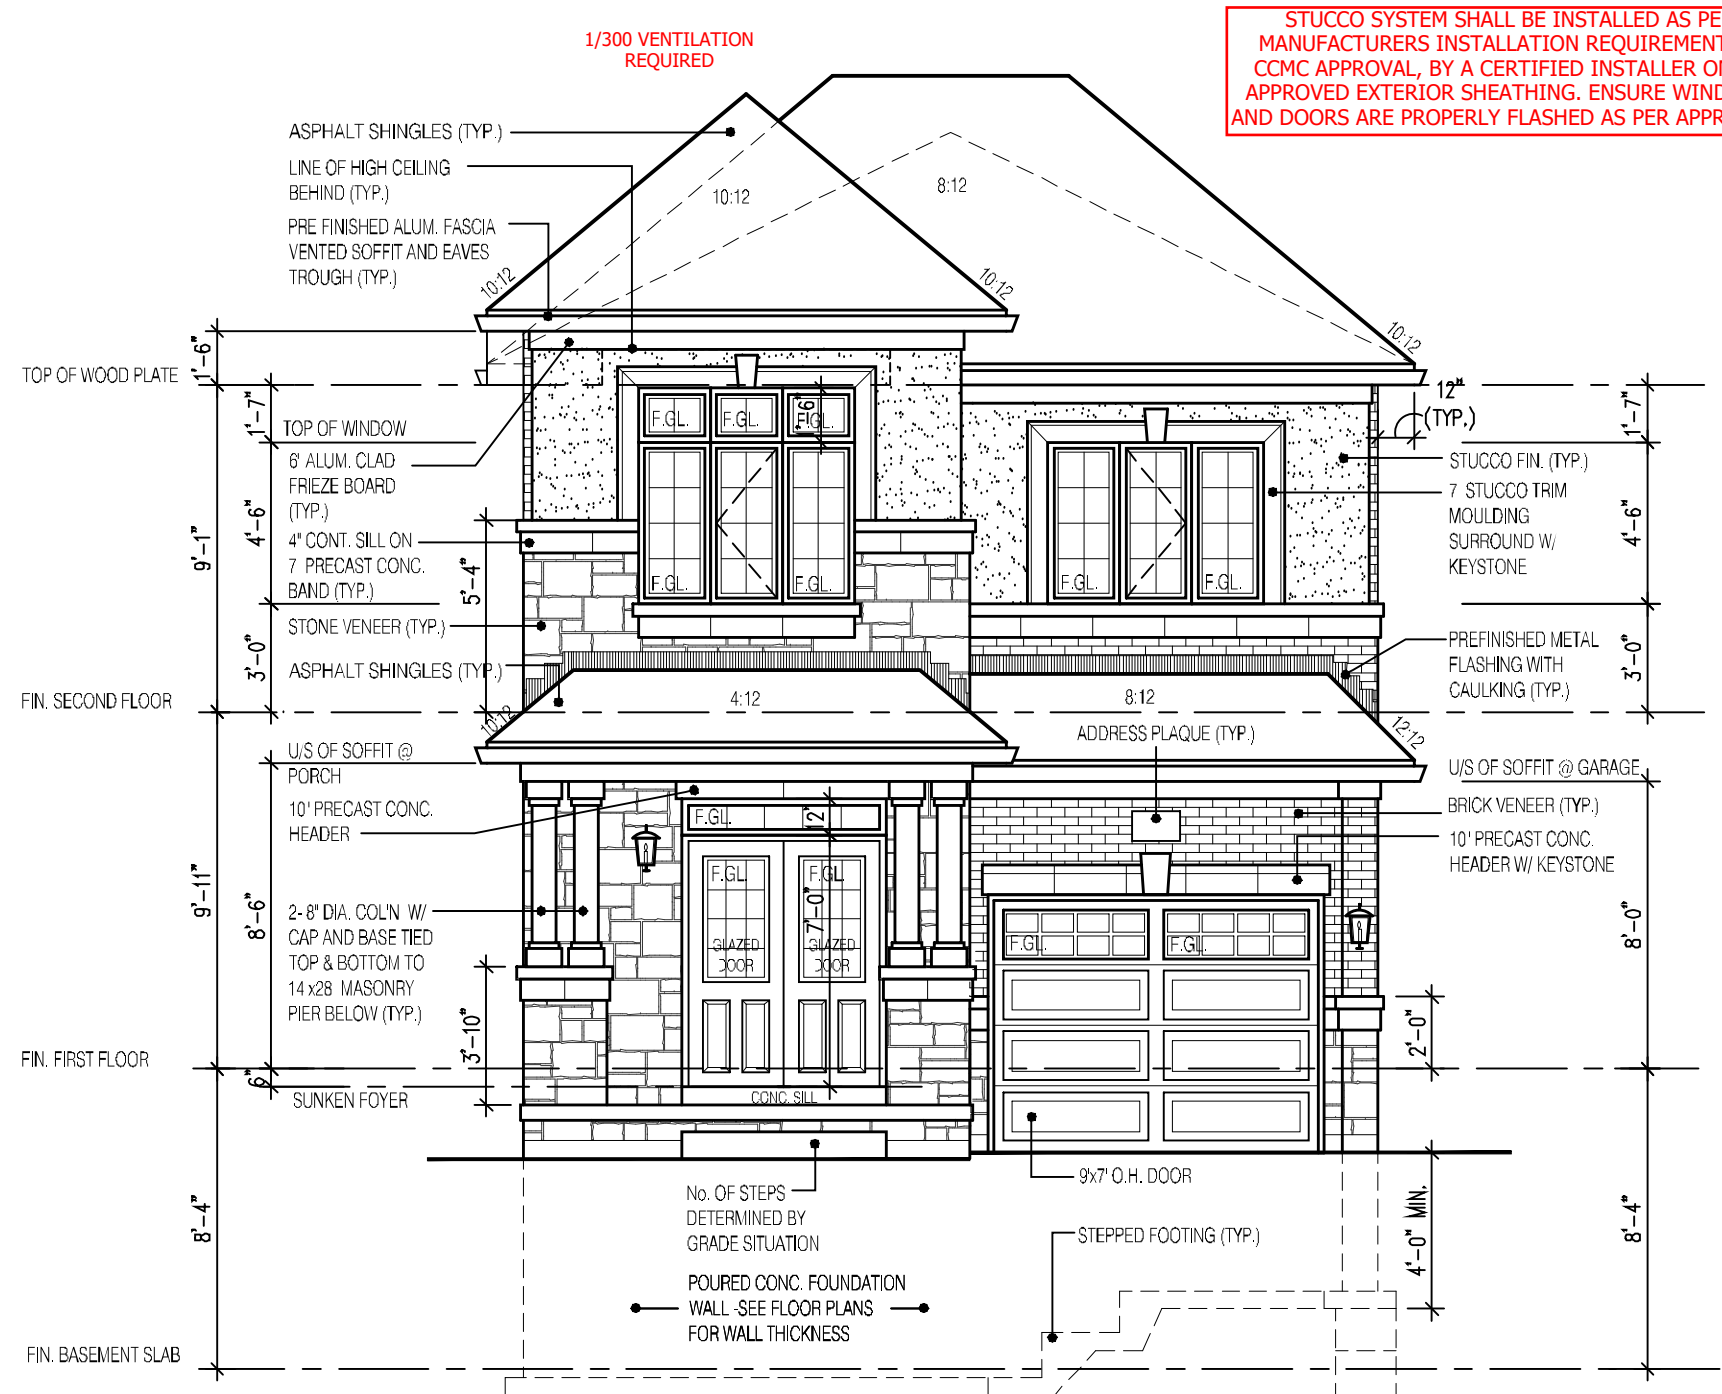 1/300 VENTILATION
REQUIRED
STUCCO SYSTEM SHALL BE INSTALLED AS PE
MANUFACTURERS INSTALLATION REQUIREMENT
CCMC APPROVAL, BY A CERTIFIED INSTALLER O
APPROVED EXTERIOR SHEATHING. ENSURE WIND
AND DOORS ARE PROPERLY FLASHED AS PER APPR
ASPHALT SHINGLES (TYP.)
LINE OF HIGH CEILING
BEHIND (TYP.)
PRE FINISHED ALUM. FASCIA
VENTED SOFFIT AND EAVES
TROUGH (TYP.)
10:12
8:12
10:12
10:12
10:12
1'-6"
TOP OF WOOD PLATE
1'-7"
TOP OF WINDOW
6' ALUM. CLAD
FRIEZE BOARD
(TYP.)
4" CONT. SILL ON
7 PRECAST CONC.
BAND (TYP.)
STONE VENEER (TYP.)
ASPHALT SHINGLES (TYP.)
9'-1"
4'-6"
3'-0"
5'-4"
F.GL.
F.GL.
F.GL.
1'-6"
F.GL.
F.GL.
F.GL.
F.GL.
12"
(TYP.)
1'-7"
STUCCO FIN. (TYP.)
7 STUCCO TRIM
MOULDING
SURROUND W/
KEYSTONE
4'-6"
PREFINISHED METAL
FLASHING WITH
CAULKING (TYP.)
3'-0"
FIN. SECOND FLOOR
10:12
4:12
8:12
12:12
ADDRESS PLAQUE (TYP.)
U/S OF SOFFIT @
PORCH
10' PRECAST CONC.
HEADER
U/S OF SOFFIT @ GARAGE
BRICK VENEER (TYP.)
10' PRECAST CONC.
HEADER W/ KEYSTONE
9'-11"
8'-6"
2- 8" DIA. COL'N W/
CAP AND BASE TIED
TOP & BOTTOM TO
14 x28 MASONRY
PIER BELOW (TYP.)
3'-10"
F.GL.
12"
F.GL.
F.GL.
7'-0"
GLAZED
DOOR
GLAZED
DOOR
F.GL.
F.GL.
8'-0"
2'-0"
FIN. FIRST FLOOR
6"
SUNKEN FOYER
CONC. SILL
9'x7' O.H. DOOR
No. OF STEPS
DETERMINED BY
GRADE SITUATION
STEPPED FOOTING (TYP.)
POURED CONC. FOUNDATION
WALL -SEE FLOOR PLANS
FOR WALL THICKNESS
8'-4"
4'-0" MIN.
8'-4"
FIN. BASEMENT SLAB